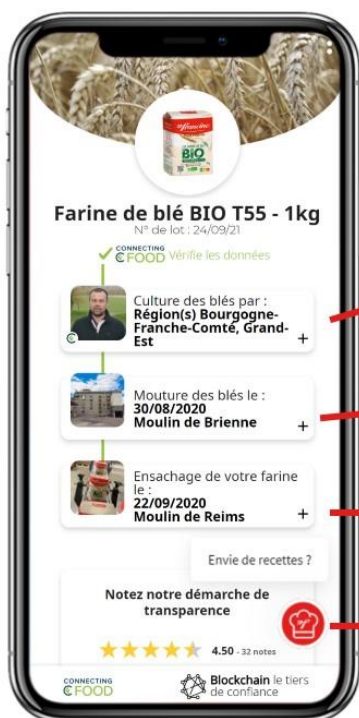 francine
BIO
Farine de blé BIO T55 - 1kg
N° de lot : 24/09/21
CONNECTING
FOOD Vérifie les données
Culture des blés par :
Région(s) Bourgogne-
Franche-Comté, Grand-
Est
+
Mouture des blés le :
30/08/2020
Moulin de Brienne
+
Ensachage de votre farine
le :
22/09/2020
Moulin de Reims
+
Envie de recettes ?
Notez notre démarche de
transparence
4.50 - 32 notes
CONNECTING
FOOD
Blockchain le tiers
de confiance